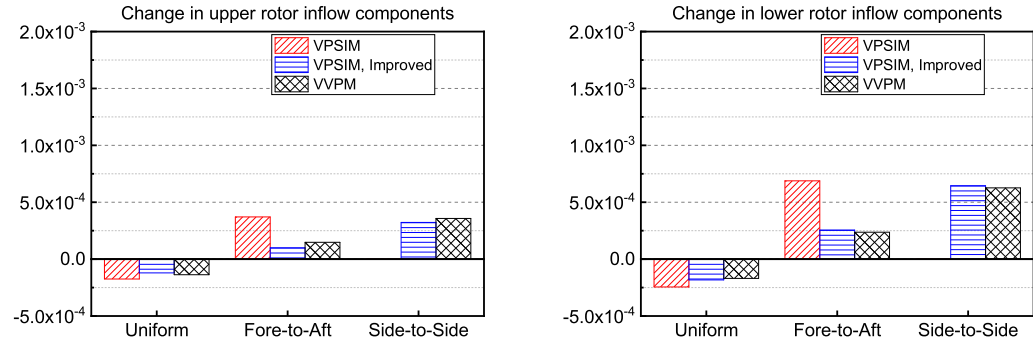 Change in upper rotor inflow components
2.0x10⁻³
1.5x10⁻³
1.0x10⁻³
5.0x10⁻⁴
0.0
-5.0x10⁻⁴
VPSIM
VPSIM, Improved
VVPM
Uniform Fore-to-Aft Side-to-Side
Change in lower rotor inflow components
2.0x10⁻³
1.5x10⁻³
1.0x10⁻³
5.0x10⁻⁴
0.0
-5.0x10⁻⁴
VPSIM
VPSIM, Improved
VVPM
Uniform Fore-to-Aft Side-to-Side